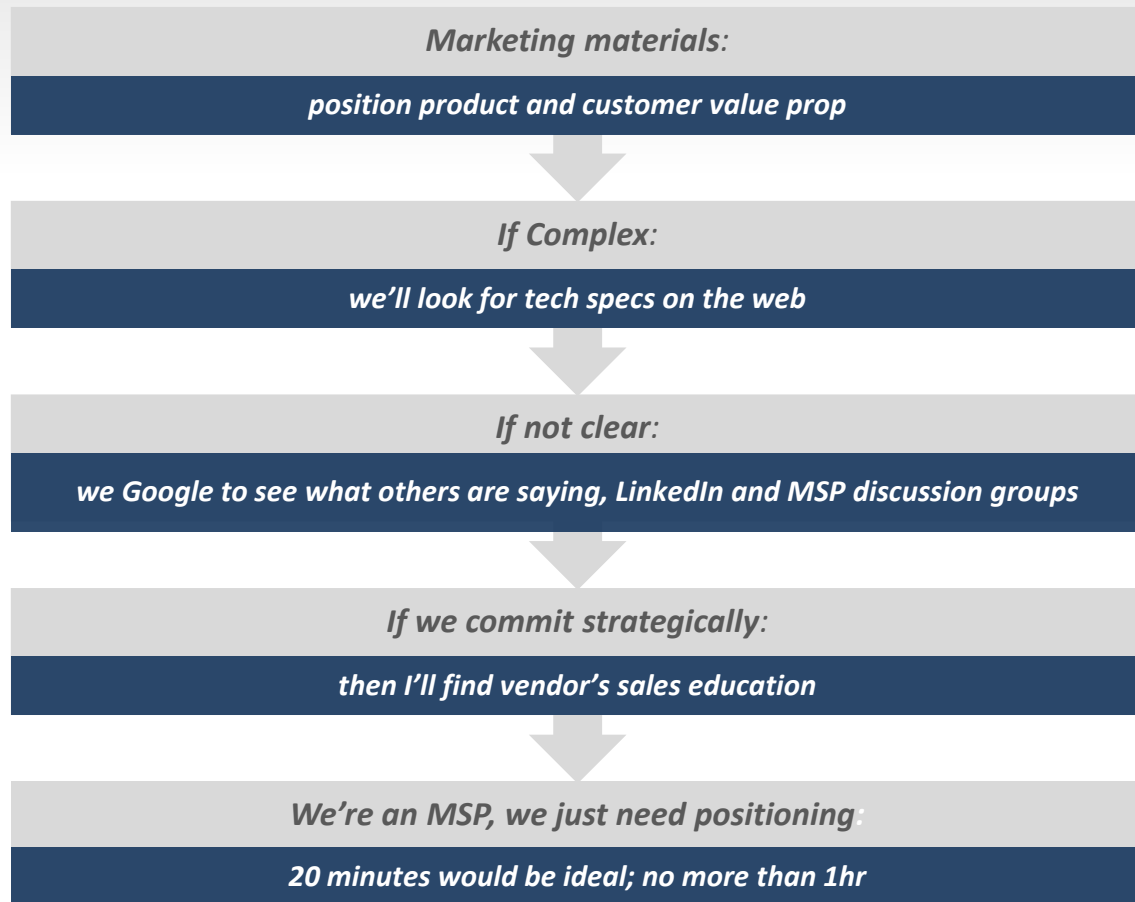 Marketing materials:
position product and customer value prop
If Complex:
we’ll look for tech specs on the web
If not clear:
we Google to see what others are saying, LinkedIn and MSP discussion groups
If we commit strategically:
then I’ll find vendor’s sales education
We’re an MSP, we just need positioning:
20 minutes would be ideal; no more than 1hr